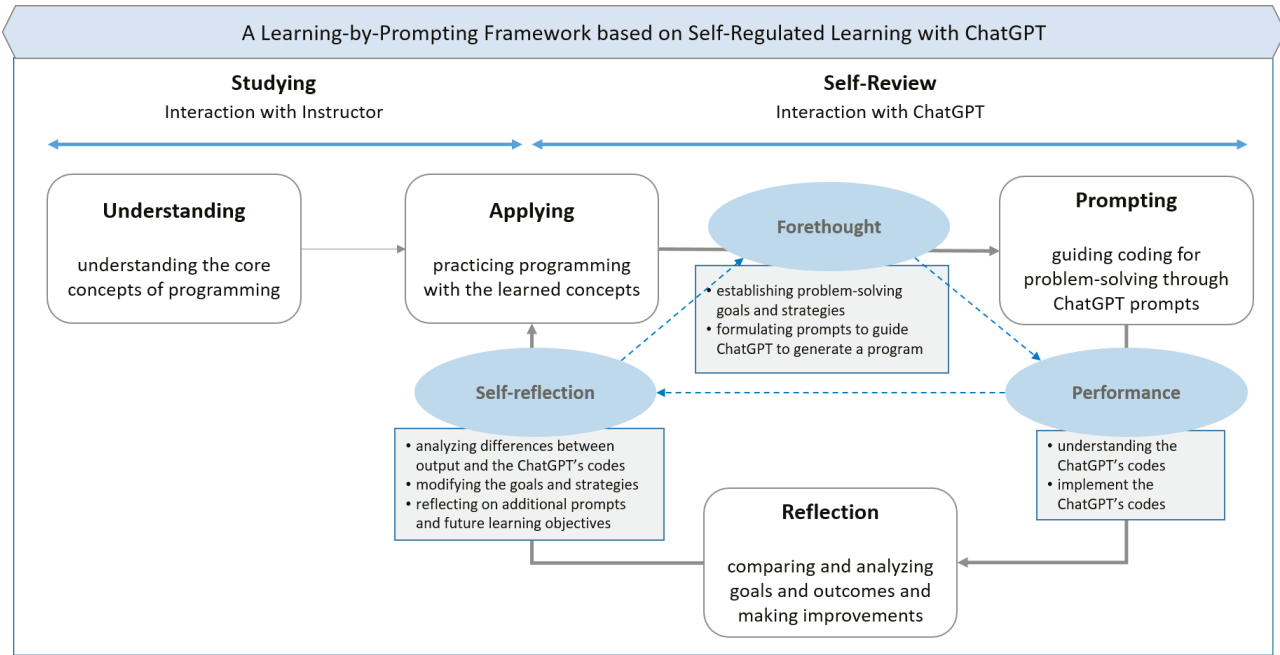 A Learning-by-Prompting Framework based on Self-Regulated Learning with ChatGPT
Studying
Interaction with Instructor
Self-Review
Interaction with ChatGPT
Understanding
understanding the core
concepts of programming
Applying
practicing programming
with the learned concepts
Forethought
• establishing problem-solving
goals and strategies
• formulating prompts to guide
ChatGPT to generate a program
Prompting
guiding coding for
problem-solving through
ChatGPT prompts
Self-reflection
• analyzing differences between
output and the ChatGPT’s codes
• modifying the goals and strategies
• reflecting on additional prompts
and future learning objectives
Performance
• understanding the
ChatGPT’s codes
• implement the
ChatGPT’s codes
Reflection
comparing and analyzing
goals and outcomes and
making improvements